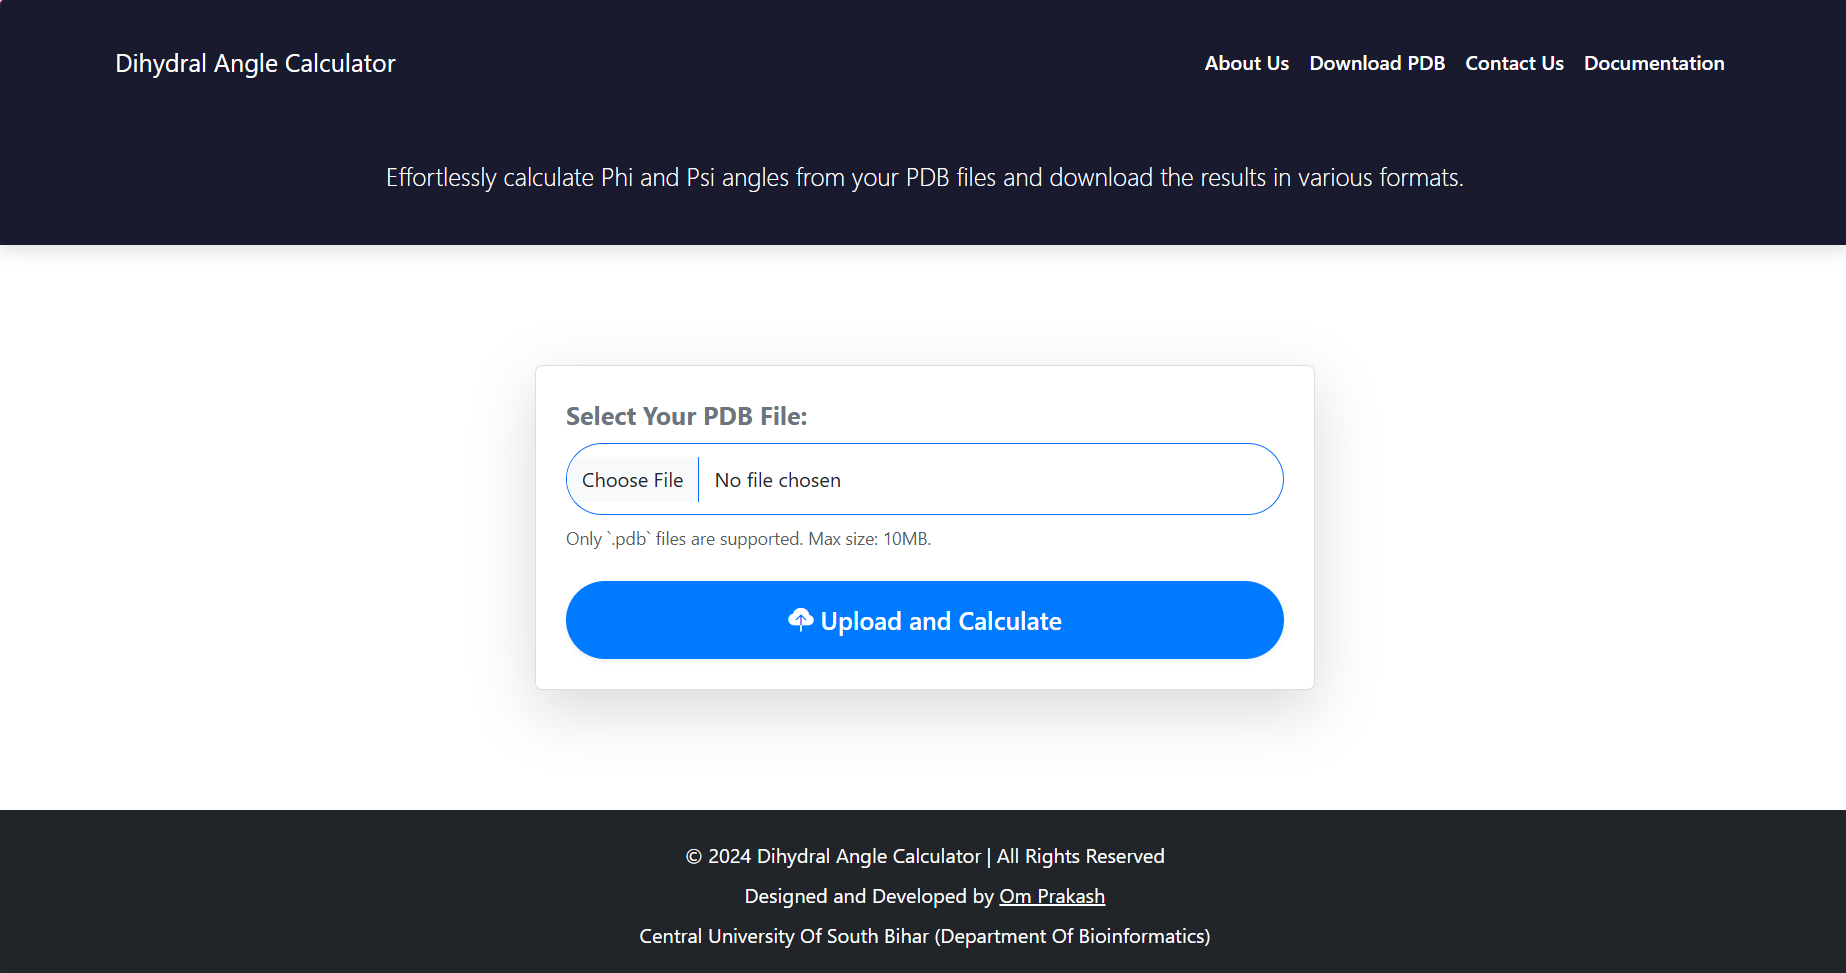 Dihydral Angle Calculator
About Us Download PDB Contact Us Documentation
Effortlessly calculate Phi and Psi angles from your PDB files and download the results in various formats.
Select Your PDB File:
Choose File No file chosen
Only `.pdb` files are supported. Max size: 10MB.
Upload and Calculate
© 2024 Dihydral Angle Calculator | All Rights Reserved
Designed and Developed by Om Prakash
Central University Of South Bihar (Department Of Bioinformatics)